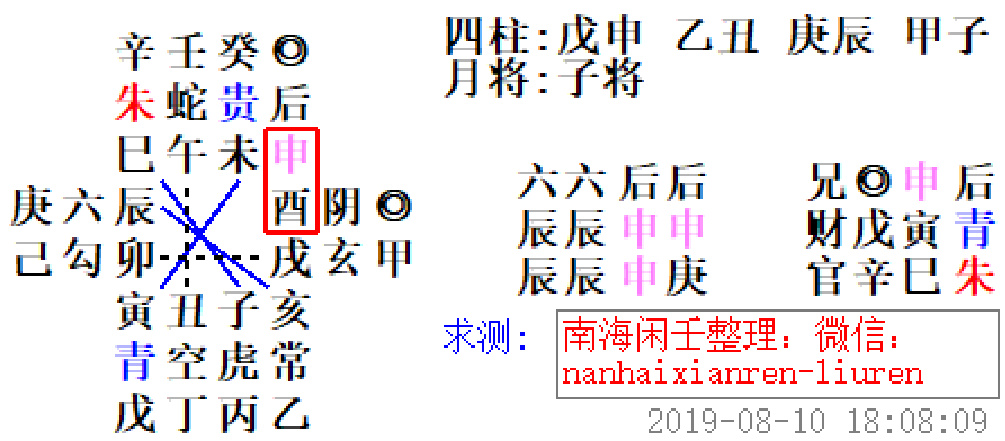 辛壬癸◎
朱蛇贵后
巳午未申
庚六辰 酉阴◎
己勾卯 戌玄甲
寅丑子亥
青空虎常
戊丁丙乙
四柱:戊申 乙丑 庚辰 甲子
月将:子将
六六后后
辰辰申申
辰辰申庚
兄◎申后
财戊寅青
官辛巳朱
求测:
南海闲壬整理：微信：
nanhaixianren-liuren
2019-08-10 18:08:09